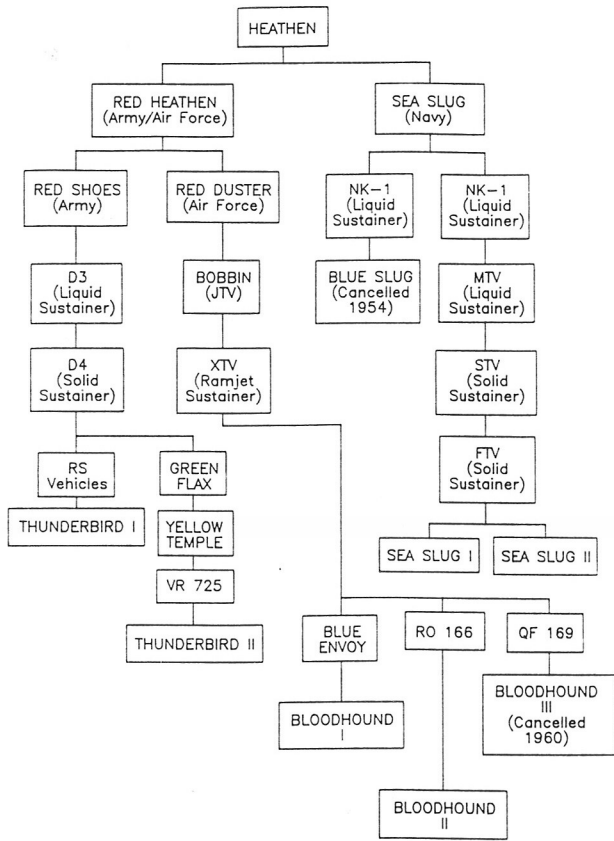 HEATHEN
RED HEATHEN
(Army/Air Force)
SEA SLUG
(Navy)
RED SHOES
(Army)
RED DUSTER
(Air Force)
NK-1
(Liquid
Sustainer)
NK-1
(Liquid
Sustainer)
D3
(Liquid
Sustainer)
BOBBIN
(JTV)
BLUE SLUG
(Cancelled
1954)
MTV
(Liquid
Sustainer)
D4
(Solid
Sustainer)
XTV
(Ramjet
Sustainer)
STV
(Solid
Sustainer)
RS
Vehicles
GREEN
FLAX
FTV
(Solid
Sustainer)
THUNDERBIRD I
YELLOW
TEMPLE
SEA SLUG I
SEA SLUG II
VR 725
THUNDERBIRD II
BLUE
ENVOY
RO 166
QF 169
BLOODHOUND
I
BLOODHOUND
III
(Cancelled
1960)
BLOODHOUND
II